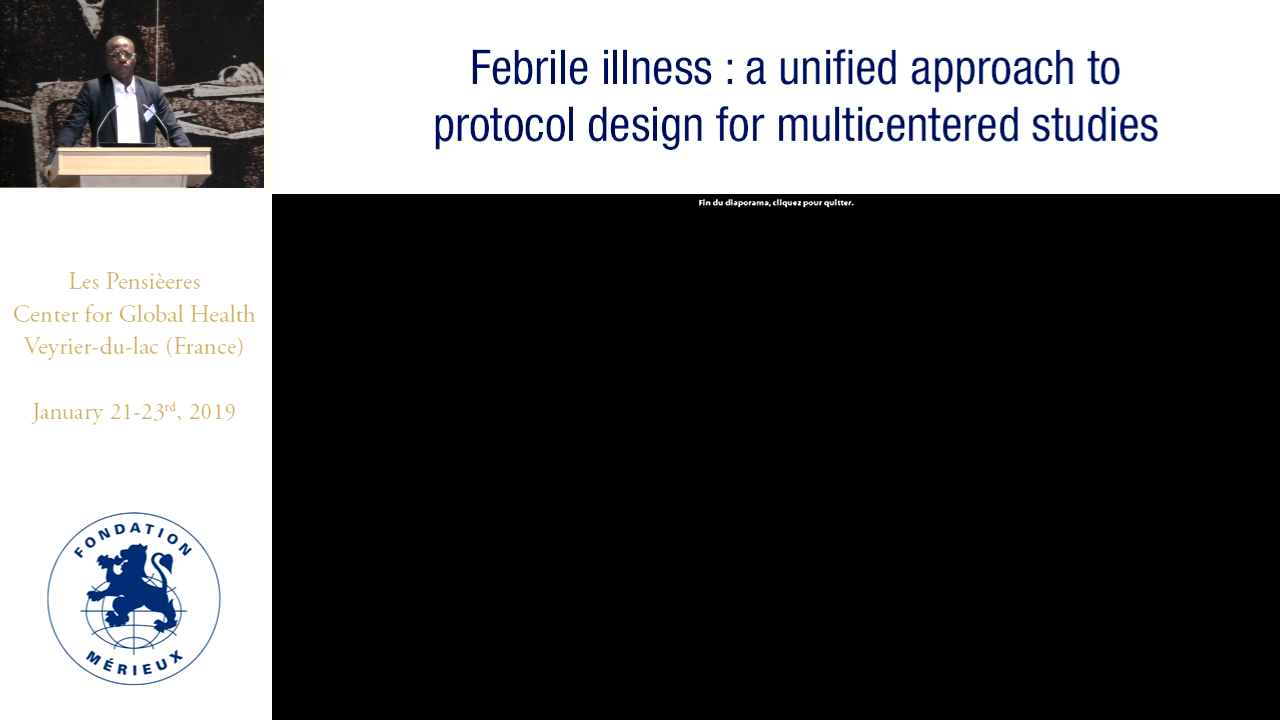 Febrile illness : a unified approach to
protocol design for multicentered studies
Fin du diaporama, cliquez pour quitter.
Les Pensièeres
Center for Global Health
Veyrier-du-lac (France)
January 21-23rd, 2019
FONDATION
MÉRIEUX